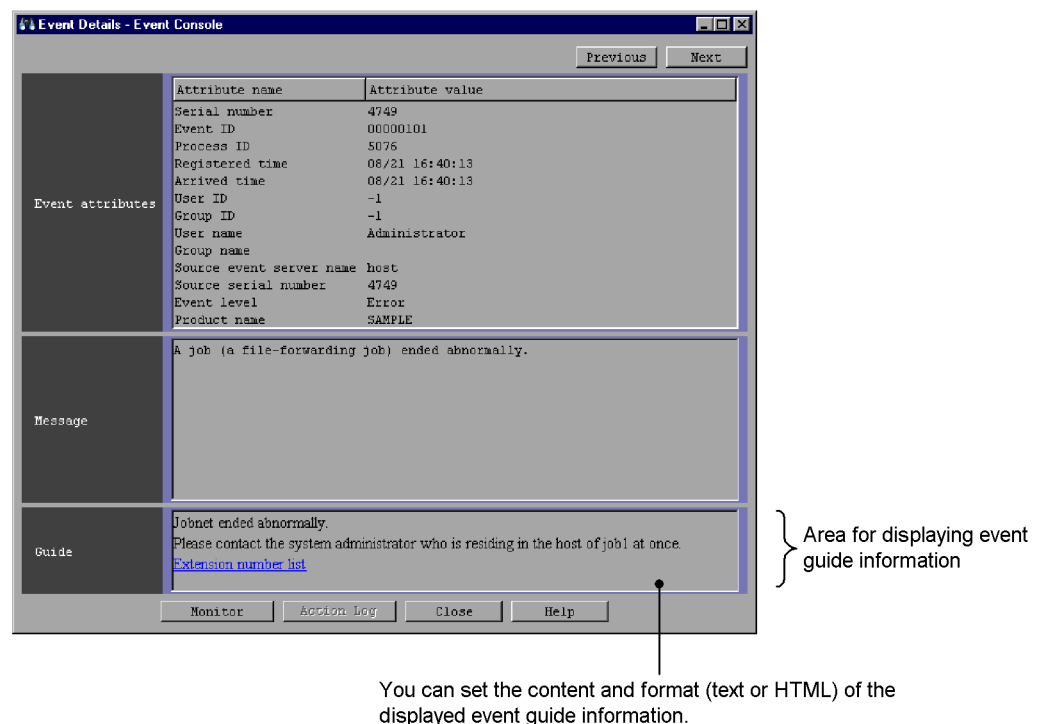 Event Details - Event Console
Previous Next
Attribute name Attribute value
Serial number 4749
Event ID 00000101
Process ID 5076
Registered time 08/21 16:40:13
Arrived time 08/21 16:40:13
Event attributes
User ID -1
Group ID -1
User name Administrator
Group name
Source event server name host
Source serial number 4749
Event level Error
Product name SAMPLE
Message
A job (a file-forwarding job) ended abnormally.
Guide
Jobnet ended abnormally.
Please contact the system administrator who is residing in the host of job1 at once.
Extension number list
Area for displaying event
guide information
Monitor Action Log Close Help
You can set the content and format (text or HTML) of the
displayed event guide information.